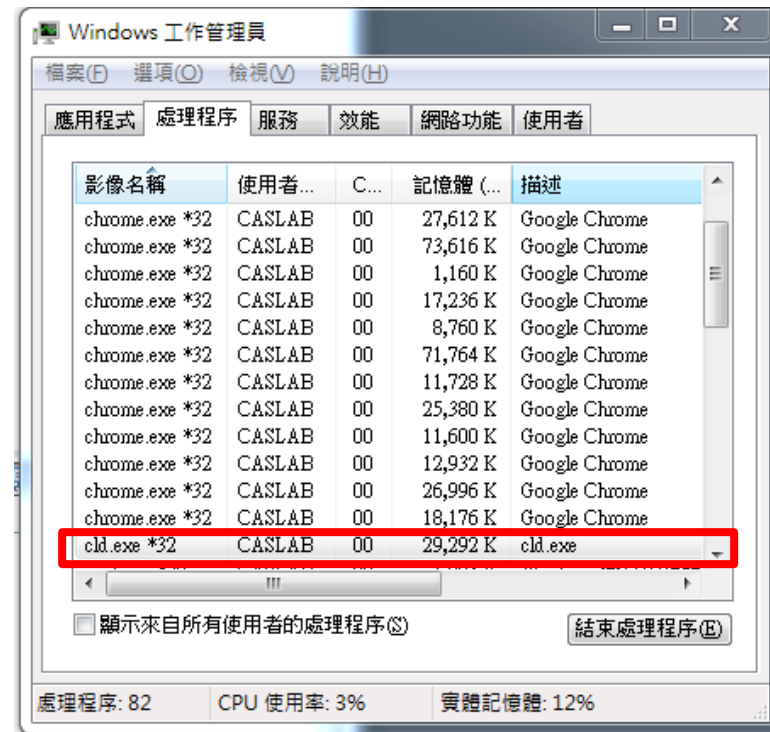 Windows 工作管理員
檔案(F) 選項(O) 檢視(V) 說明(H)
應用程式 處理程序 服務 效能 網路功能 使用者
影像名稱 使用者... C... 記憶體 (... 描述
chrome.exe *32 CASLAB 00 27,612 K Google Chrome
chrome.exe *32 CASLAB 00 73,616 K Google Chrome
chrome.exe *32 CASLAB 00 1,160 K Google Chrome
chrome.exe *32 CASLAB 00 17,236 K Google Chrome
chrome.exe *32 CASLAB 00 8,760 K Google Chrome
chrome.exe *32 CASLAB 00 71,764 K Google Chrome
chrome.exe *32 CASLAB 00 11,728 K Google Chrome
chrome.exe *32 CASLAB 00 25,380 K Google Chrome
chrome.exe *32 CASLAB 00 11,600 K Google Chrome
chrome.exe *32 CASLAB 00 12,932 K Google Chrome
chrome.exe *32 CASLAB 00 26,996 K Google Chrome
chrome.exe *32 CASLAB 00 18,176 K Google Chrome
cld.exe *32 CASLAB 00 29,292 K cld.exe
顯示來自所有使用者的處理程序(S) 結束處理程序(E)
處理程序: 82 CPU 使用率: 3% 實體記憶體: 12%